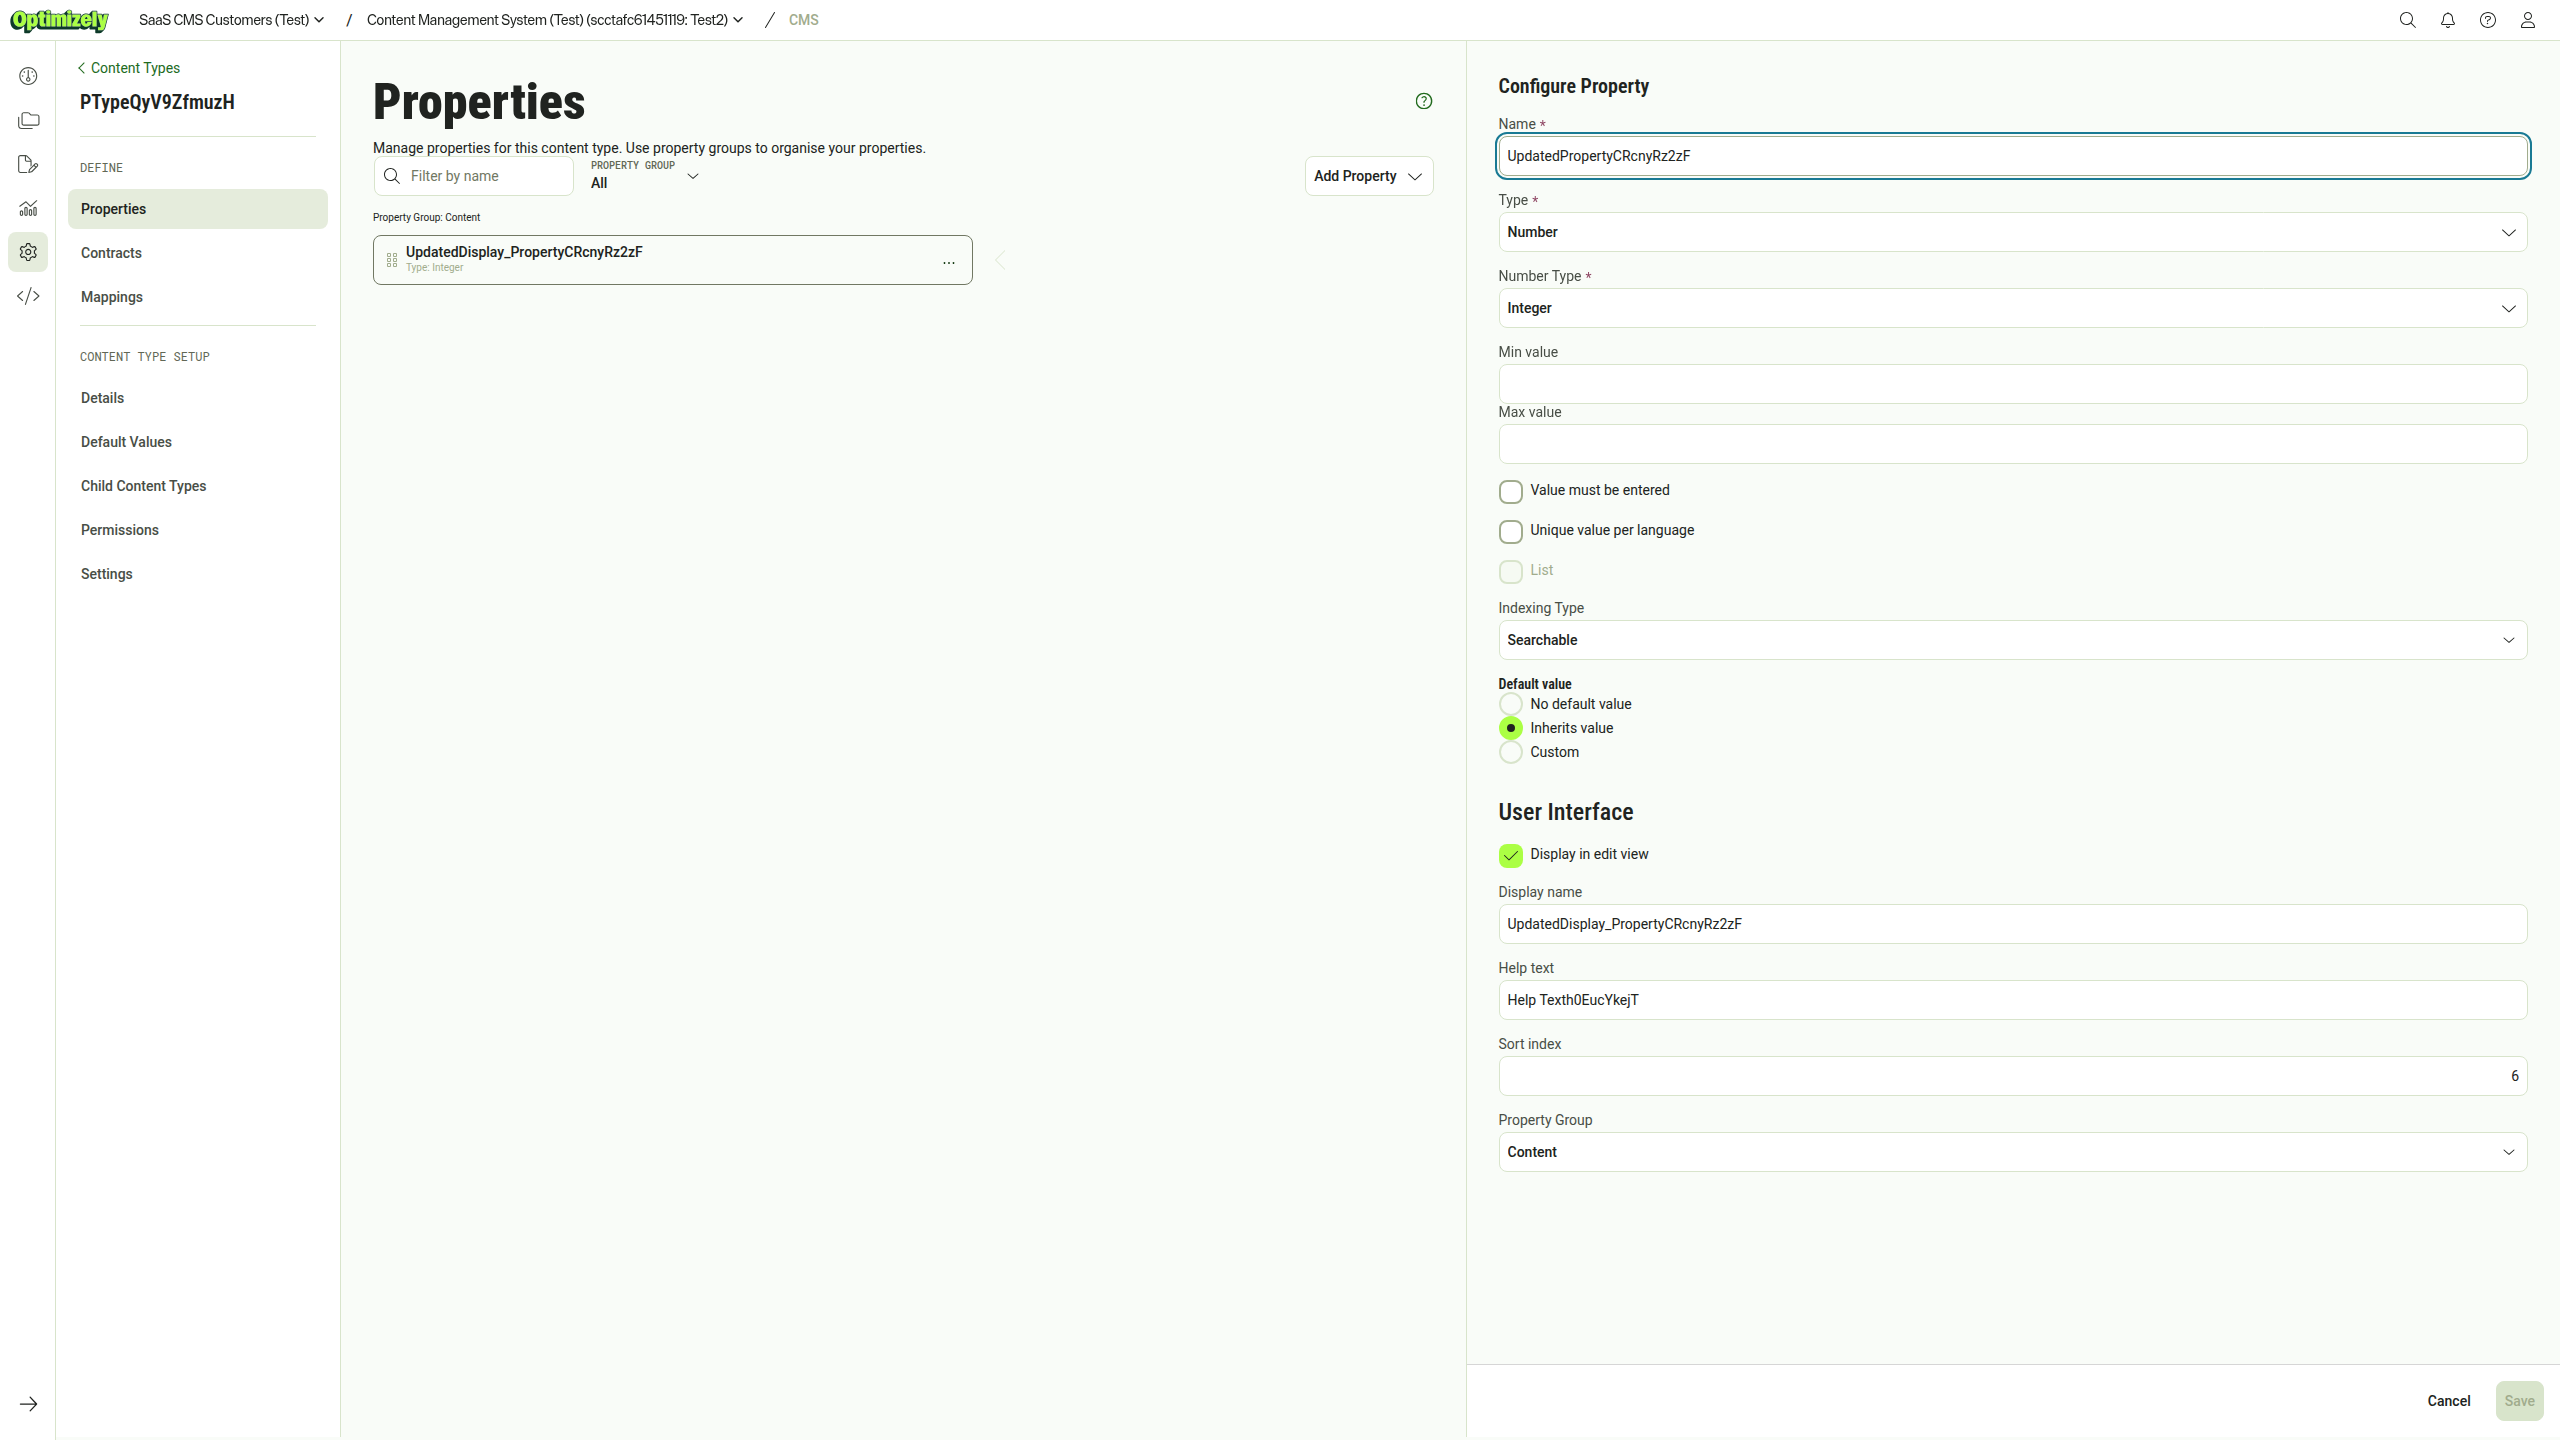 Optimizely
SaaS CMS Customers (Test) / Content Management System (Test) (scctafc61451119: Test2) / CMS
Content Types
PTypeQyV9ZfmuzH
DEFINE
Properties
Contracts
Mappings
CONTENT TYPE SETUP
Details
Default Values
Child Content Types
Permissions
Settings
Properties
Manage properties for this content type. Use property groups to organise your properties.
Filter by name
PROPERTY GROUP
All
Add Property
Property Group: Content
UpdatedDisplay_PropertyCRcnyRz2zF
Type: Integer
...
Configure Property
Name *
UpdatedPropertyCRcnyRz2zF
Type *
Number
Number Type *
Integer
Min value
Max value
Value must be entered
Unique value per language
List
Indexing Type
Searchable
Default value
No default value
Inherits value
Custom
User Interface
Display in edit view
Display name
UpdatedDisplay_PropertyCRcnyRz2zF
Help text
Help Texth0EucYkejT
Sort index
6
Property Group
Content
Cancel
Save